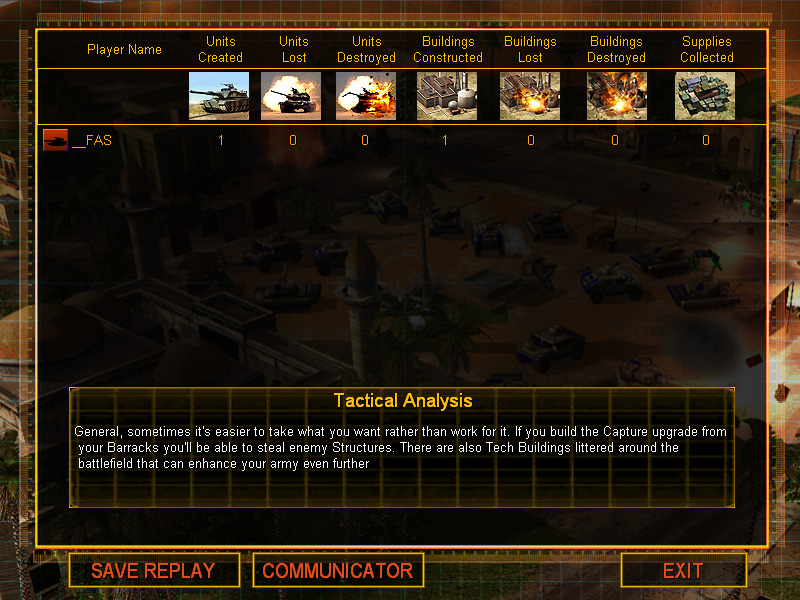 Player Name
Units Created
Units Lost
Units Destroyed
Buildings Constructed
Buildings Lost
Buildings Destroyed
Supplies Collected
__FAS 1 0 0 1 0 0 0
Tactical Analysis
General, sometimes it's easier to take what you want rather than work for it. If you build the Capture upgrade from
your Barracks you'll be able to steal enemy Structures. There are also Tech Buildings littered around the
battlefield that can enhance your army even further
SAVE REPLAY
COMMUNICATOR
EXIT